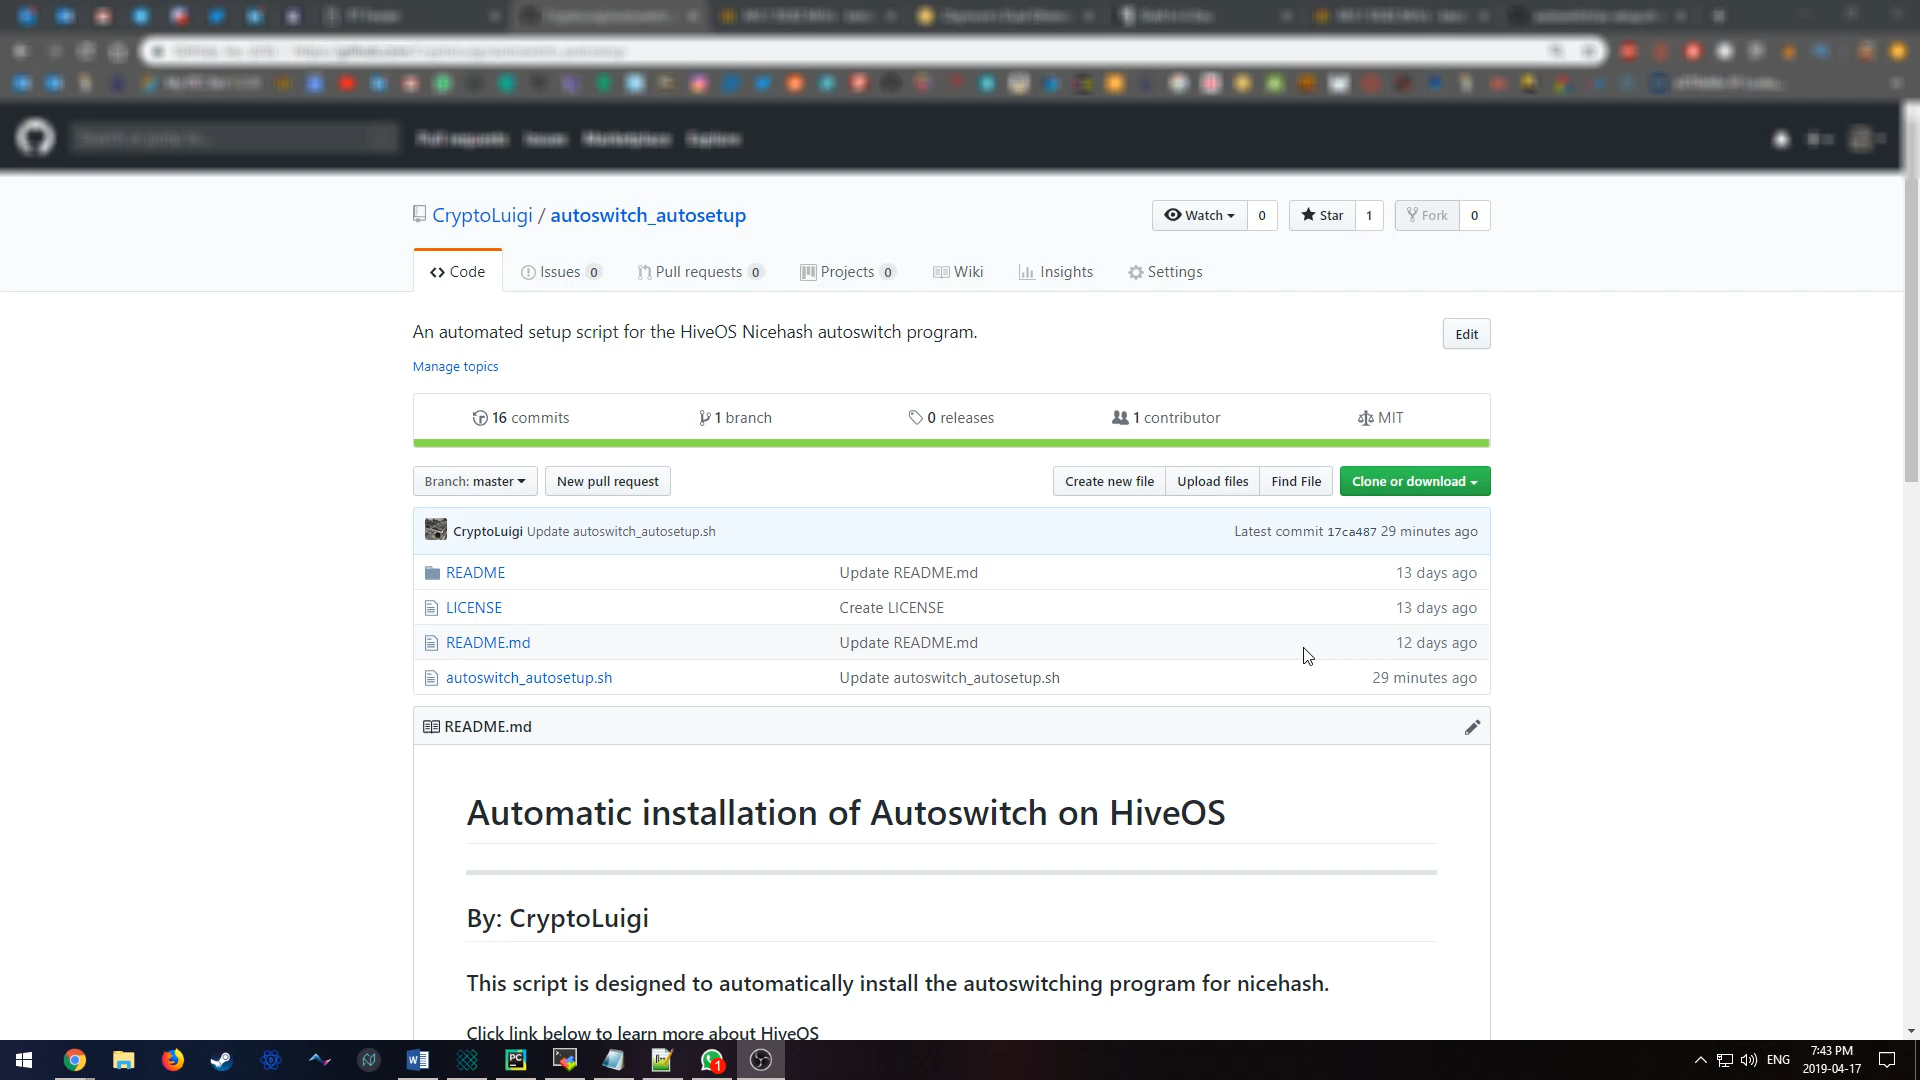 CryptoLuigi / autoswitch_autosetup
Watch 0 Star 1 Fork 0
Code Issues 0 Pull requests 0 Projects 0 Wiki Insights Settings
An automated setup script for the HiveOS Nicehash autoswitch program. Edit
Manage topics
16 commits 1 branch 0 releases 1 contributor MIT
Branch: master New pull request Create new file Upload files Find File Clone or download
CryptoLuigi Update autoswitch_autosetup.sh Latest commit 17ca487 29 minutes ago
README Update README.md 13 days ago
LICENSE Create LICENSE 13 days ago
README.md Update README.md 12 days ago
autoswitch_autosetup.sh Update autoswitch_autosetup.sh 29 minutes ago
README.md
Automatic installation of Autoswitch on HiveOS
By: CryptoLuigi
This script is designed to automatically install the autoswitching program for nicehash.
Click link below to learn more about HiveOS
ENG 7:43 PM
2019-04-17